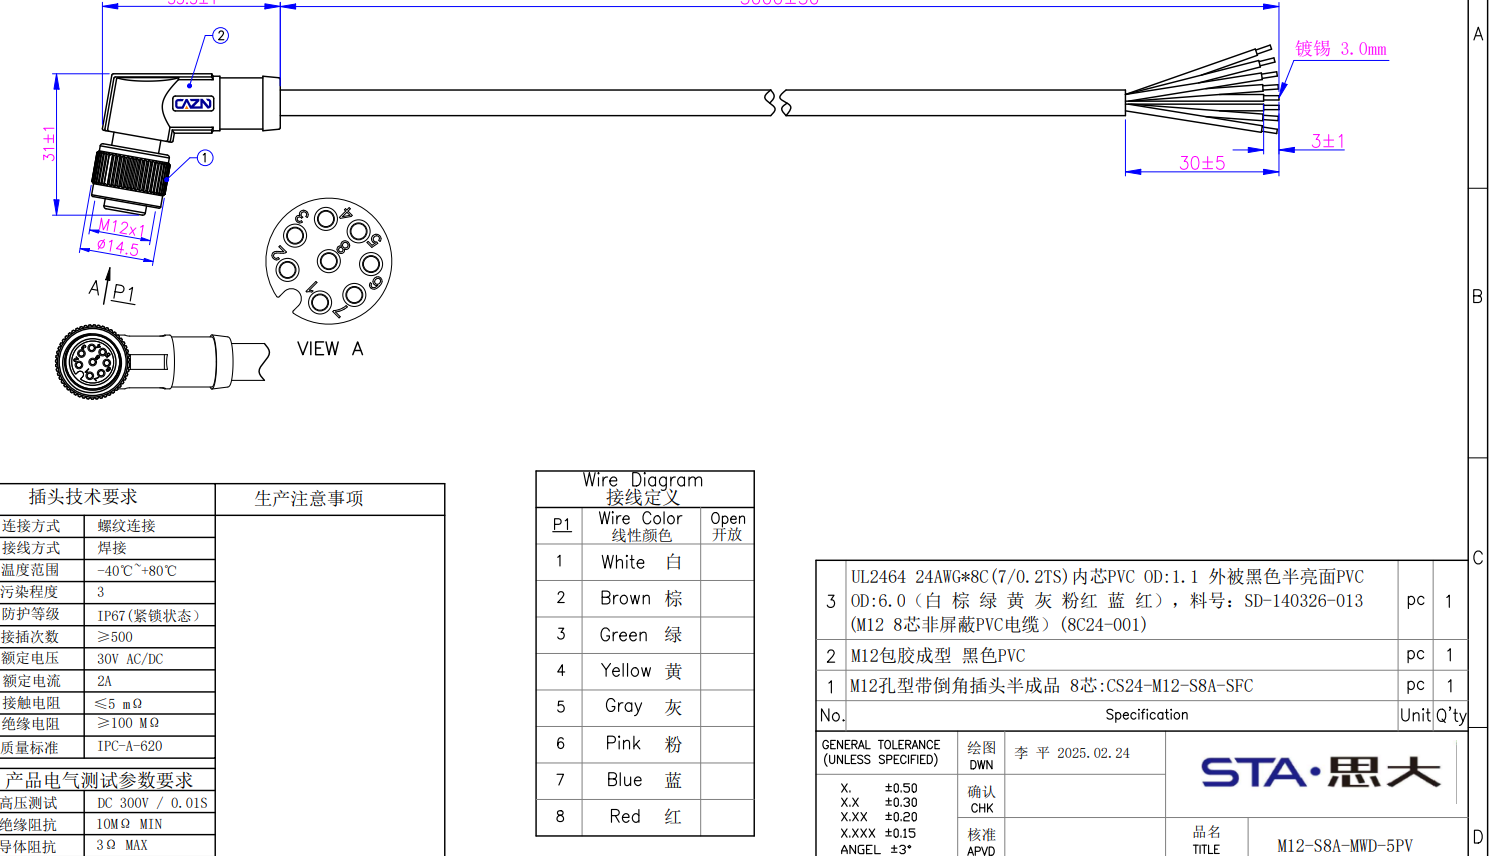 A
②
镀锡 3.0mm
CAZN
31±1
①
3±1
30±5
M12x1
ø14.5
3
4
5
2
8
6
1
7
A
P1
B
VIEW A
插头技术要求
生产注意事项
连接方式 螺纹连接
接线方式 焊接
温度范围 -40℃~+80℃
污染程度 3
防护等级 IP67(紧锁状态)
接插次数 ≥500
额定电压 30V AC/DC
额定电流 2A
接触电阻 ≤5 mΩ
绝缘电阻 ≥100 MΩ
质量标准 IPC-A-620
产品电气测试参数要求
高压测试 DC 300V / 0.01S
绝缘阻抗 10MΩ MIN
导体阻抗 3Ω MAX
Wire Diagram
接线定义
P1 Wire Color 线性颜色 Open 开放
1 White 白
2 Brown 棕
3 Green 绿
4 Yellow 黄
5 Gray 灰
6 Pink 粉
7 Blue 蓝
8 Red 红
C
UL2464 24AWG*8C(7/0.2TS)内芯PVC OD:1.1 外被黑色半亮面PVC
3 OD:6.0（白 棕 绿 黄 灰 粉红 蓝 红），料号: SD-140326-013 pc 1
(M12 8芯非屏蔽PVC电缆）(8C24-001)
2 M12包胶成型 黑色PVC pc 1
1 M12孔型带倒角插头半成品 8芯:CS24-M12-S8A-SFC pc 1
No. Specification Unit Q'ty
GENERAL TOLERANCE
(UNLESS SPECIFIED)
X. ±0.50
X.X ±0.30
X.XX ±0.20
X.XXX ±0.15
ANGEL ±3°
绘图
DWN
李 平 2025.02.24
确认
CHK
核准
APVD
STA·思大
品名
TITLE
M12-S8A-MWD-5PV
D